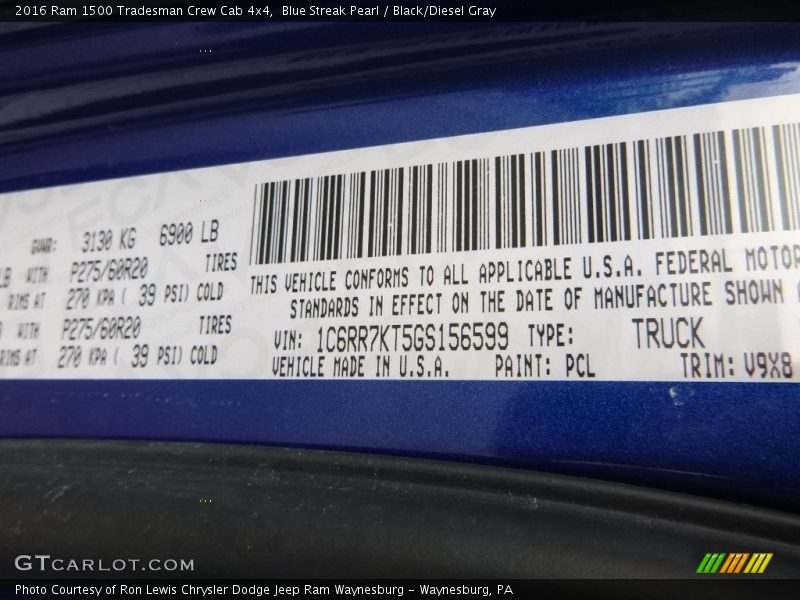 2016 Ram 1500 Tradesman Crew Cab 4x4, Blue Streak Pearl / Black/Diesel Gray
GVWR: 3130 KG 6900 LB
LB WITH P275/60R20 TIRES
RIMS AT 270 KPA ( 39 PSI) COLD
WITH P275/60R20 TIRES
RIMS AT 270 KPA ( 39 PSI) COLD
THIS VEHICLE CONFORMS TO ALL APPLICABLE U.S.A. FEDERAL MOTOR
STANDARDS IN EFFECT ON THE DATE OF MANUFACTURE SHOWN
VIN: 1C6RR7KT5GS156599 TYPE: TRUCK
VEHICLE MADE IN U.S.A. PAINT: PCL TRIM: V9X8
GTCARLOT.COM
Photo Courtesy of Ron Lewis Chrysler Dodge Jeep Ram Waynesburg - Waynesburg, PA